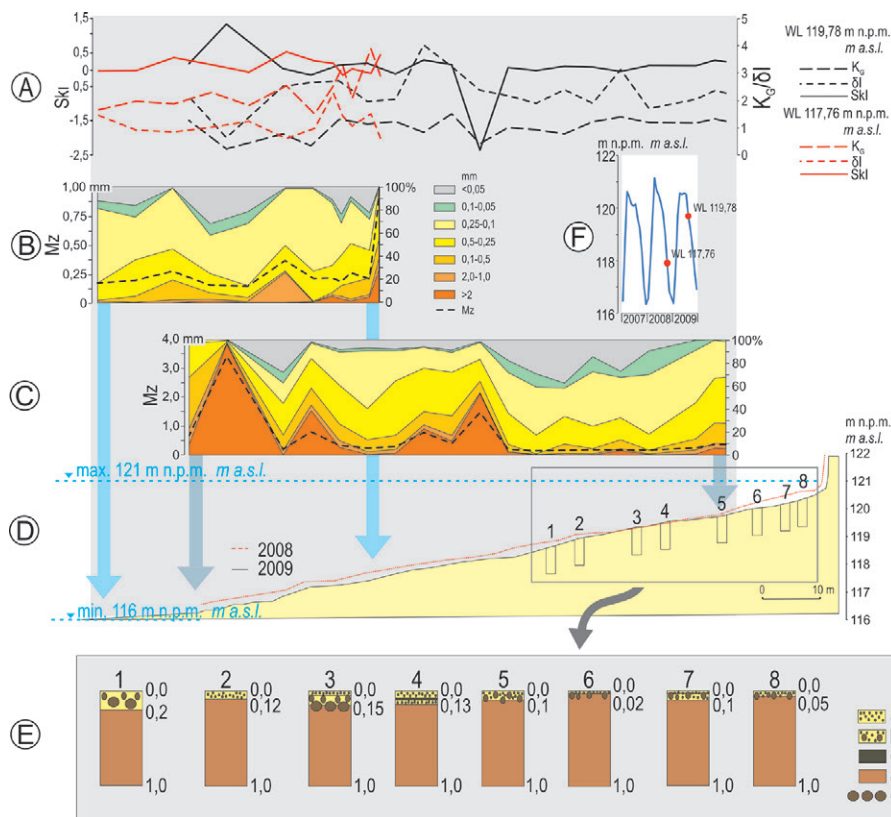 A
1,5
0,5
0
0,5
-1,5
-2,5
SkI
5
4
3
2
1
0
KG/δI
WL 119,78 m n.p.m.
m a.s.l.
KG
δI
SkI
WL 117,76 m n.p.m.
m a.s.l.
KG
δI
SkI
B
1,00 mm
0,75
0,50
0,25
0
Mz
100%
80
60
40
20
0
mm
<0,05
0,1-0,05
0,25-0,1
0,5-0,25
0,1-0,5
2,0-1,0
>2
Mz
F
m n.p.m. m a.s.l.
122
120
118
116
WL 119,78
WL 117,76
2007 2008 2009
C
4,0 mm
3,0
2,0
1,0
0,0
Mz
100%
80
60
40
20
0
D
max. 121 m n.p.m. m a.s.l.
min. 116 m n.p.m. m a.s.l.
2008
2009
1 2 3 4 5 6 7 8
0 10 m
m n.p.m.
m a.s.l.
122
121
120
119
118
117
116
E
1 2 3 4 5 6 7 8
0,0 0,0 0,0 0,0 0,0 0,0 0,0 0,0
0,2 0,12 0,15 0,13 0,1 0,02 0,1 0,05
1,0 1,0 1,0 1,0 1,0 1,0 1,0 1,0